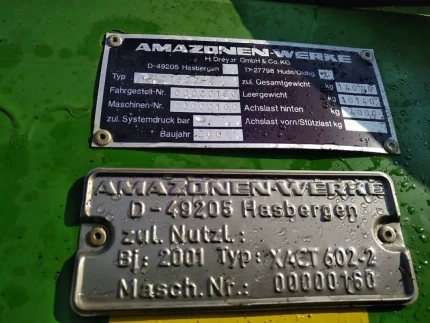 AMAZONEN-WERKE
H. Dreyer GmbH & Co. KG
D-49205 Hasbergen D-27798 Hude/Oldbg
Typ zul. Gesamtgewicht kg
Fahrgestell-Nr. Leergewicht kg
Maschinen-Nr. Achslast hinten kg
zul. Systemdruck bar Achslast vorn/Stützlast kg
Baujahr
AMAZONEN-WERKE
D-49205 Hasbergen
zul. Nutzl.:
Bj: 2001 Typ: XACT 602-2
Masch. Nr.: 00000160